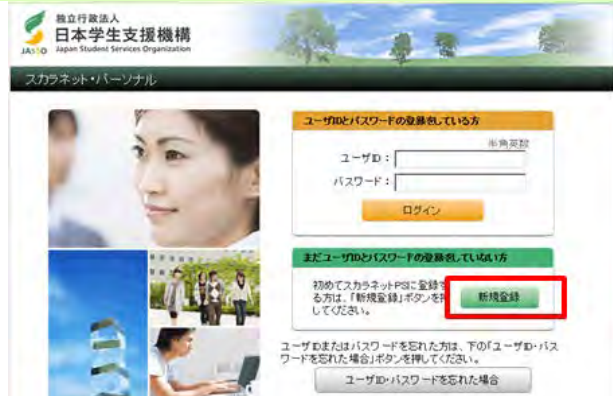 独立行政法人
日本学生支援機構
JASSO Japan Student Services Organization
スカラネット・パーソナル
ユーザIDとパスワードの登録をしている方
半角英数
ユーザID：
パスワード：
ログイン
まだユーザIDとパスワードの登録をしていない方
初めてスカラネットPSに登録す
る方は、「新規登録」ボタンを押
してください。
新規登録
ユーザIDまたはパスワードを忘れた方は、下の「ユーザID・パス
ワードを忘れた場合」ボタンを押してください。
ユーザID・パスワードを忘れた場合